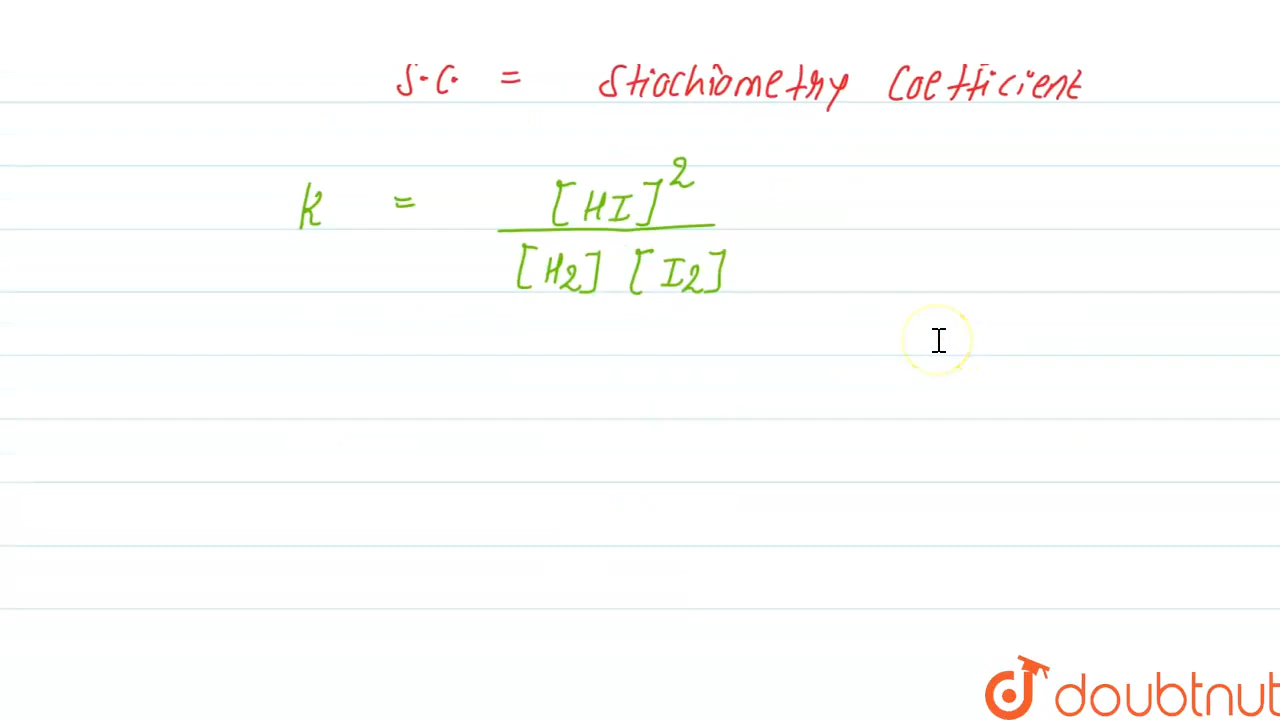 S.C. = Stiochiometry Coefficient
K = [HI]^2 / [H2] [I2]
doubtnut